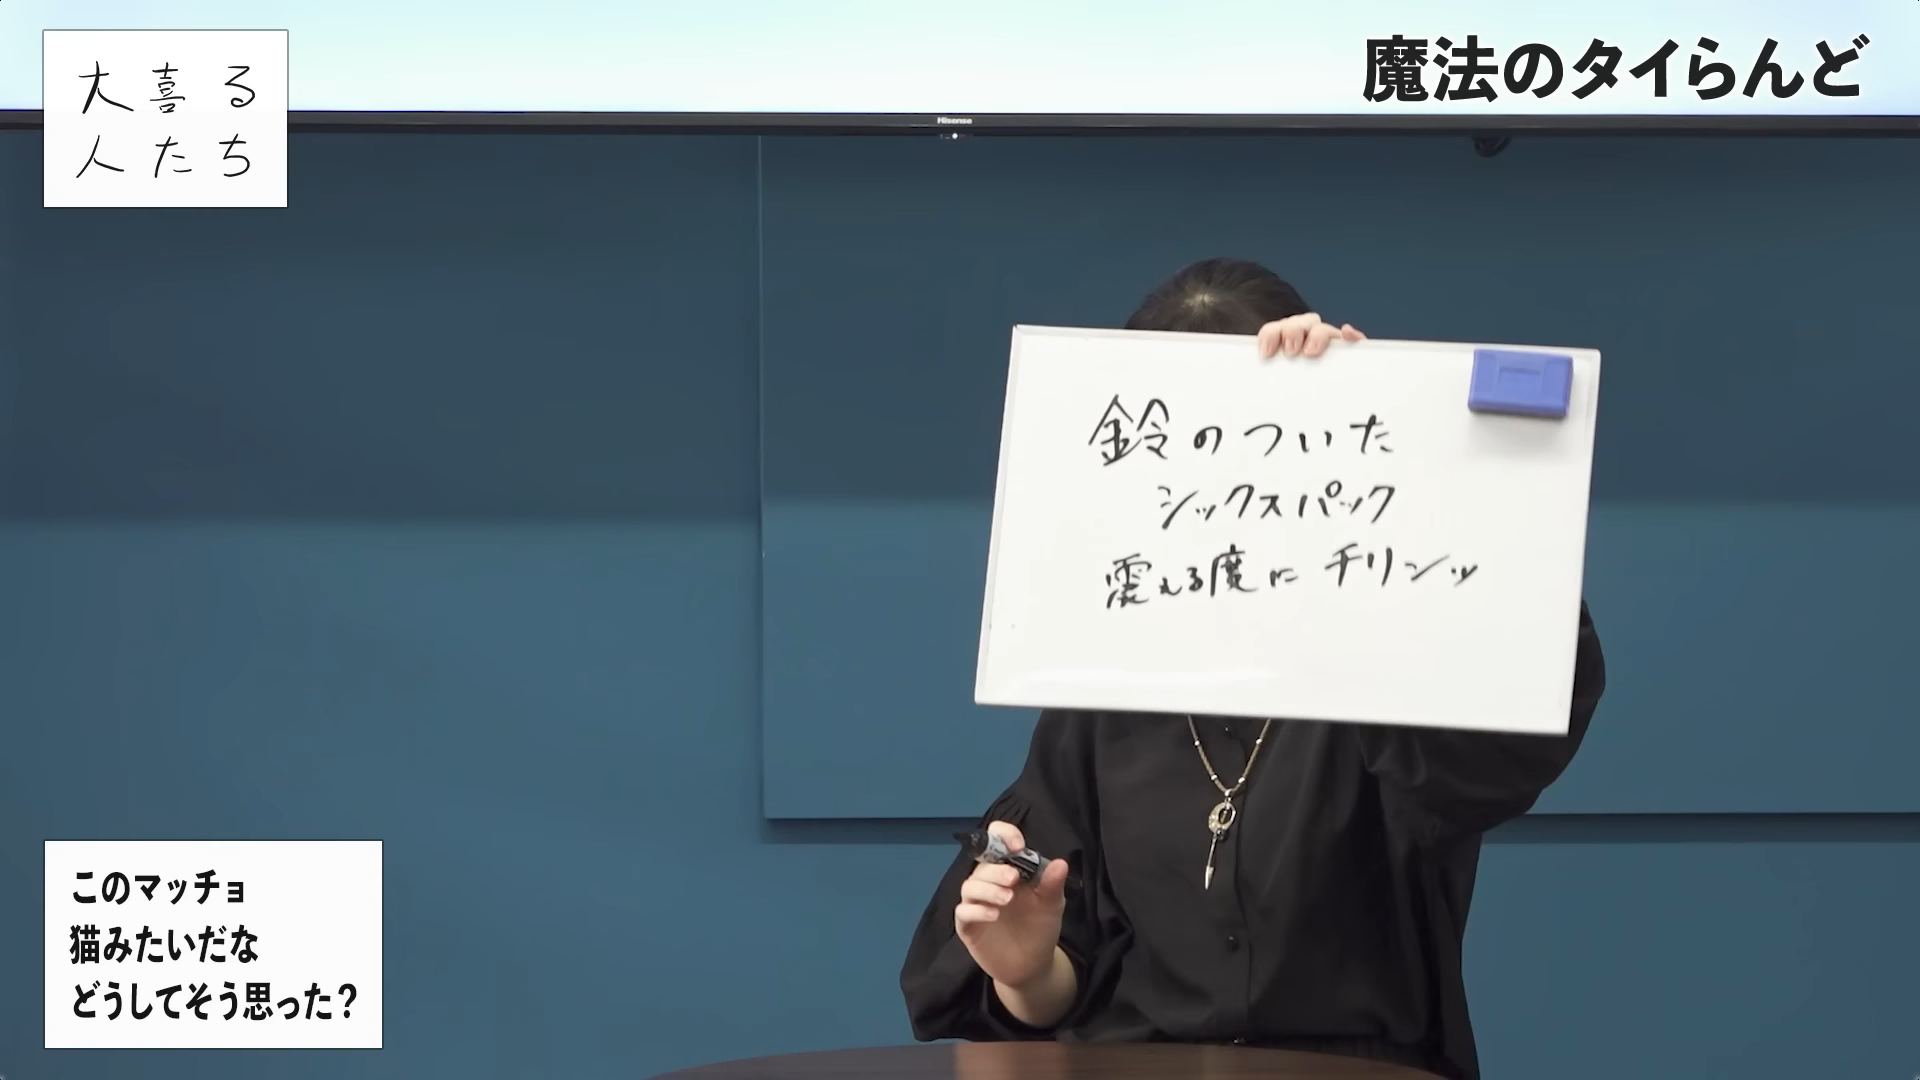 大喜る
人たち
魔法のタイらんど
Hisense
鈴のついた
シックスパック
震える度に チリンッ
このマッチョ
猫みたいだな
どうしてそう思った?